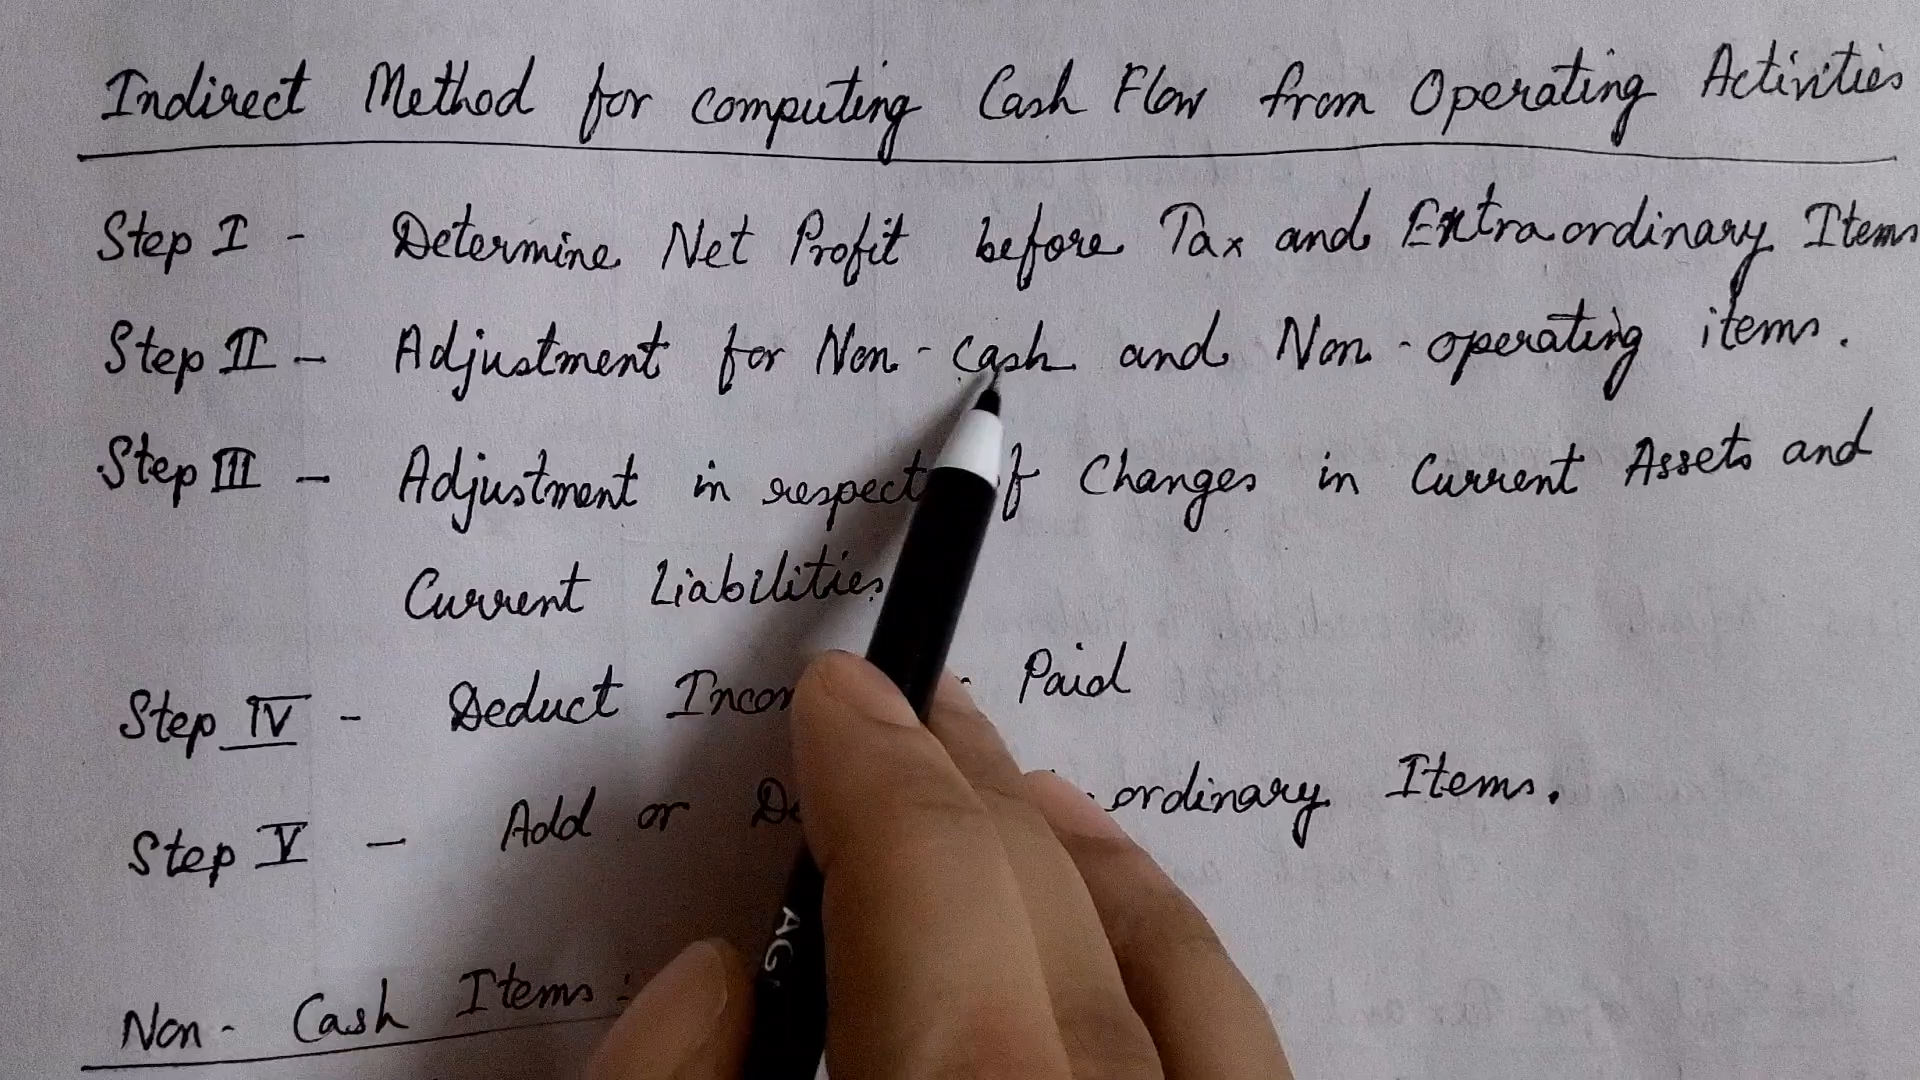 Indirect Method for computing Cash Flow from Operating Activities
Step I - Determine Net Profit before Tax and Extraordinary Items
Step II - Adjustment for Non-cash and Non-operating items.
Step III - Adjustment in respect of Changes in Current Assets and
Current Liabilities
Step IV - Deduct Paid
Step V - Add or ordinary Items.
Non-Cash Items:
AG